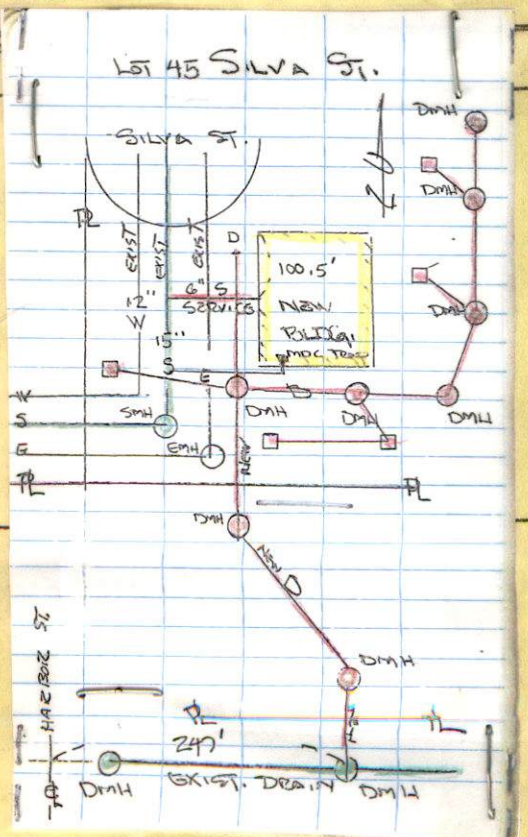 LOT 45 SILVA ST.
SILVA ST.
DMH
DMH
PL
EXIST
EXIST
EXIST
D
100.5'
NEW
BLDG.
12"
W
6" S
SERVICE
15"
S
E
DMH
W
S
E
SMH
EMH
DMH
D
DMH
DMH
NEW
PL
PL
DMH
NEW D
DMH
HARBOR ST
PL
PL
249'
EXIST. DRAIN
DMH
DMH
CL